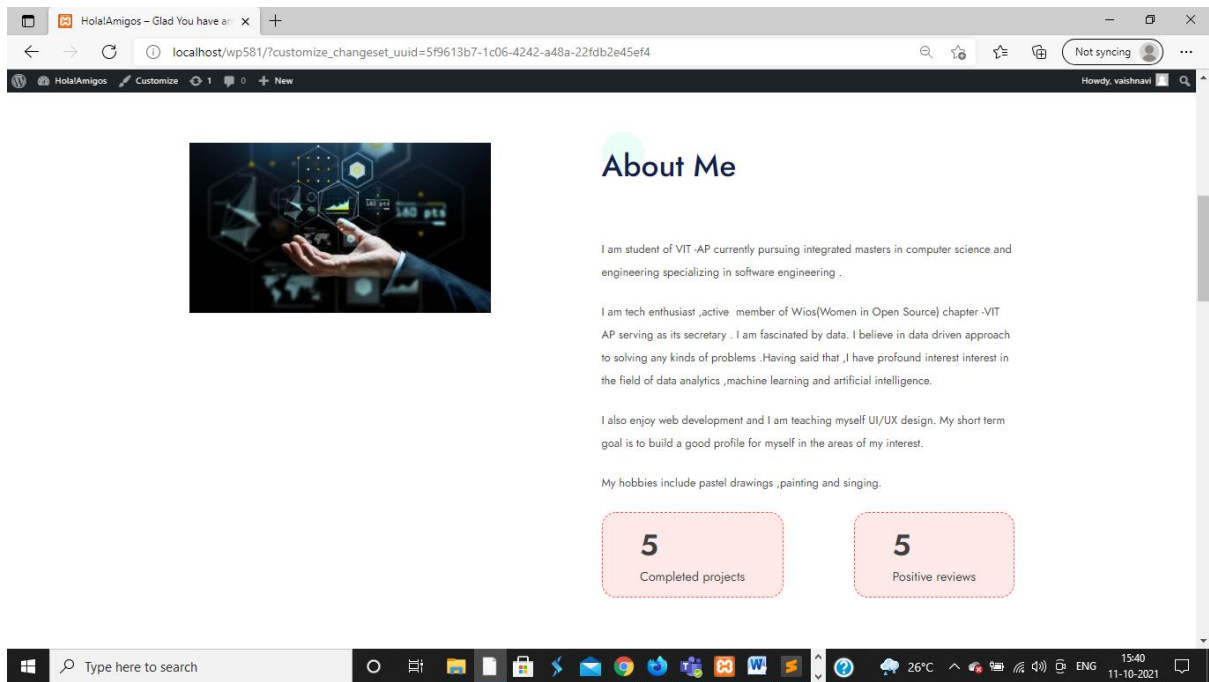 Hola!Amigos – Glad You have ar
localhost/wp581/?customize_changeset_uuid=5f9613b7-1c06-4242-a48a-22fdb2e45ef4
Not syncing
Hola!Amigos Customize 1 0 New
Howdy, vaishnavi
160 pts
About Me
I am student of VIT -AP currently pursuing integrated masters in computer science and
engineering specializing in software engineering .
I am tech enthusiast ,active member of Wios(Women in Open Source) chapter -VIT
AP serving as its secretary . I am fascinated by data. I believe in data driven approach
to solving any kinds of problems .Having said that ,I have profound interest interest in
the field of data analytics ,machine learning and artificial intelligence.
I also enjoy web development and I am teaching myself UI/UX design. My short term
goal is to build a good profile for myself in the areas of my interest.
My hobbies include pastel drawings ,painting and singing.
5
Completed projects
5
Positive reviews
Type here to search
26°C
ENG
15:40
11-10-2021